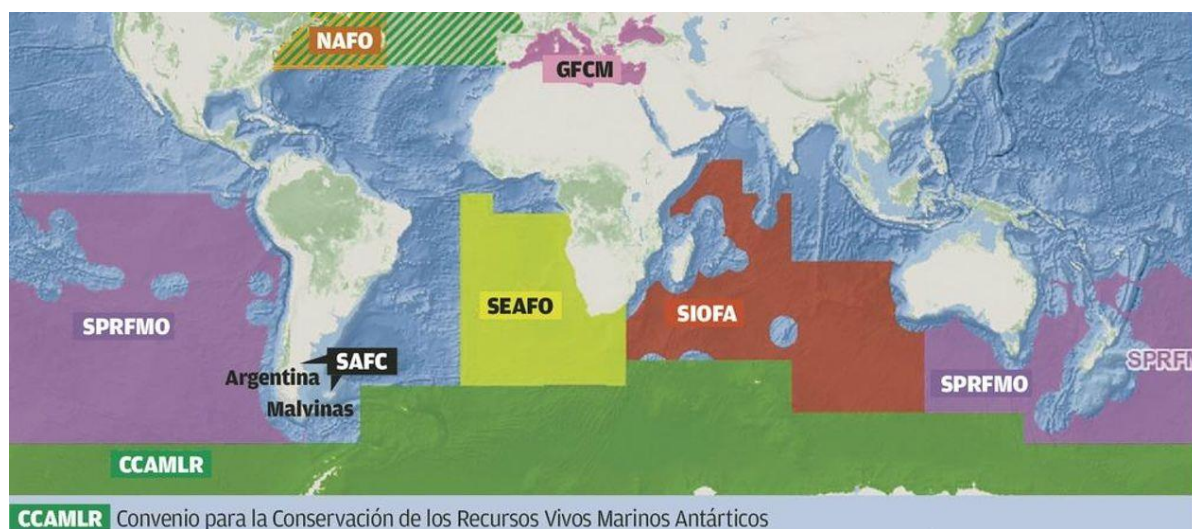 NAFO
GFCM
SPRFMO
SEAFO
SIOFA
SAFC
Argentina
Malvinas
SPRFMO
SPRFM
CCAMLR
CCAMLR Convenio para la Conservación de los Recursos Vivos Marinos Antárticos